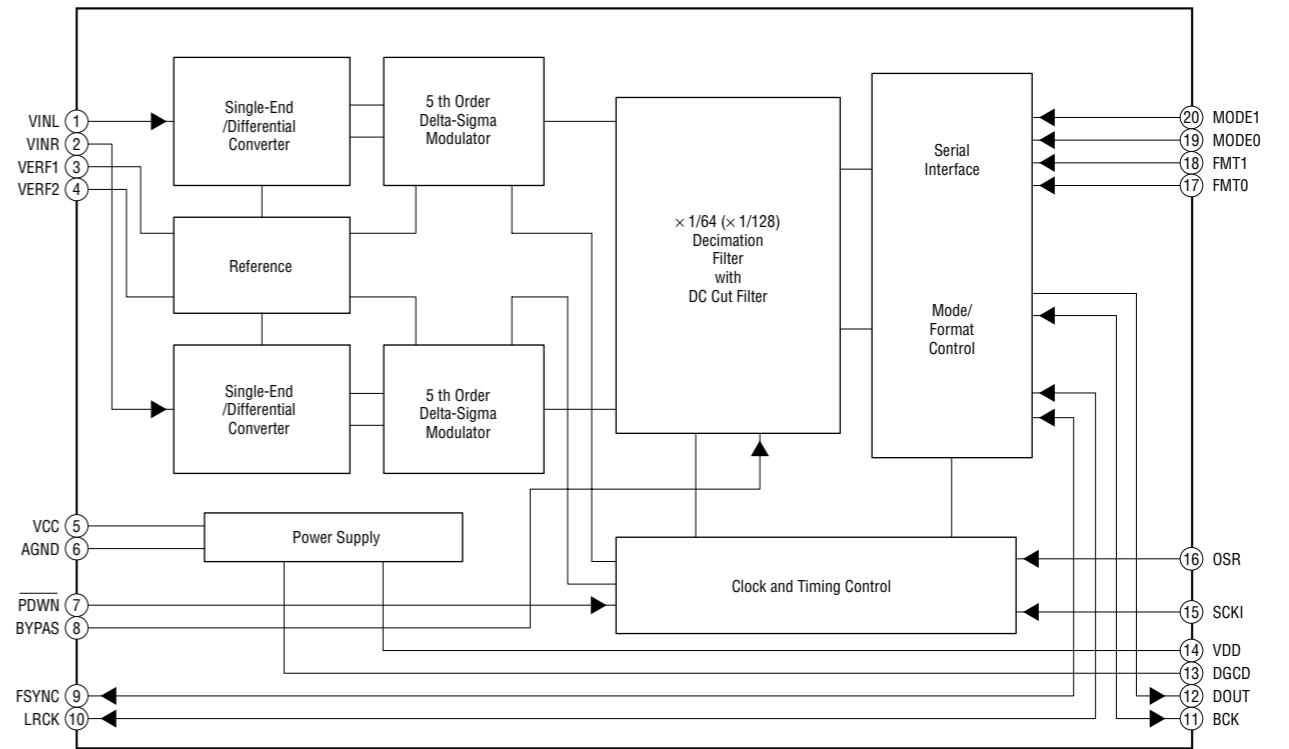 VINL 1
VINR 2
VERF1 3
VERF2 4
VCC 5
AGND 6
PDWN 7
BYPAS 8
FSYNC 9
LRCK 10
Single-End
/Differential
Converter
5 th Order
Delta-Sigma
Modulator
Reference
Single-End
/Differential
Converter
5 th Order
Delta-Sigma
Modulator
Power Supply
× 1/64 (× 1/128)
Decimation
Filter
with
DC Cut Filter
Serial
Interface
Mode/
Format
Control
Clock and Timing Control
20 MODE1
19 MODE0
18 FMT1
17 FMT0
16 OSR
15 SCKI
14 VDD
13 DGCD
12 DOUT
11 BCK